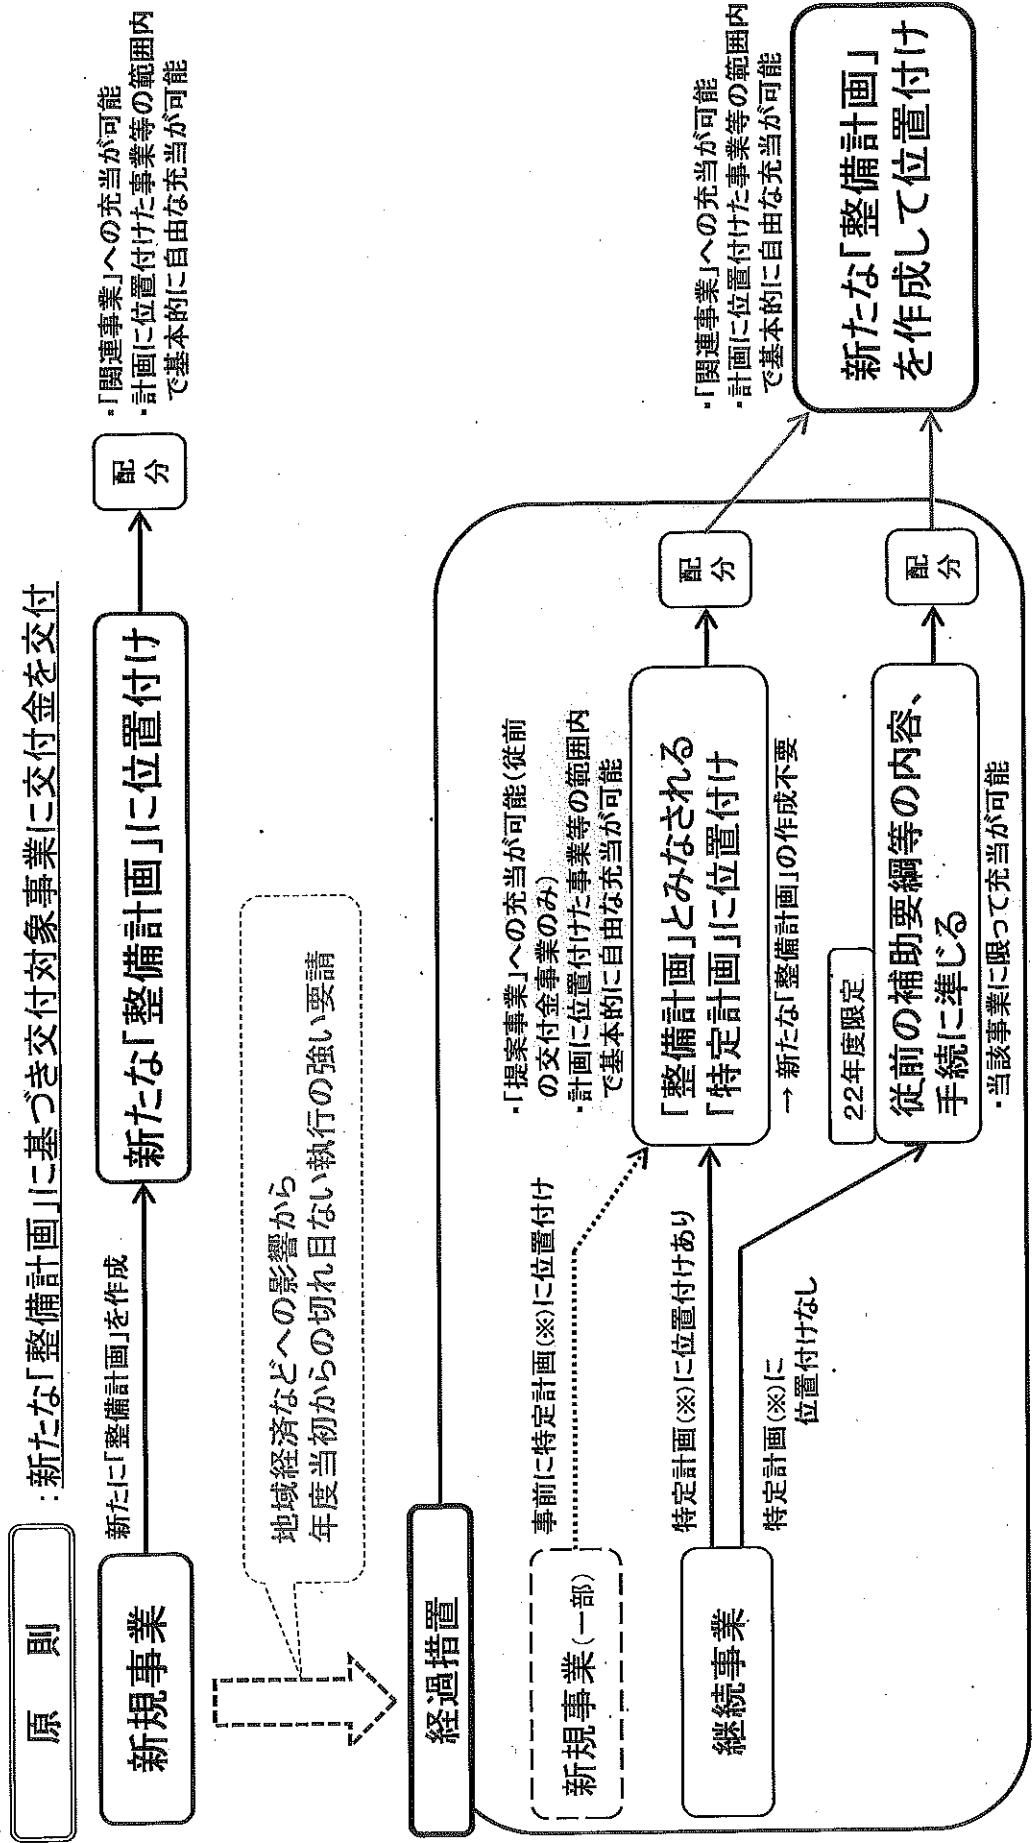 原 則
：新たな「整備計画」に基づき交付対象事業に交付金を交付
新規事業
新たに「整備計画」を作成
新たな「整備計画」に位置付け
配分
・「関連事業」への充当が可能
・計画に位置付けた事業等の範囲内
で基本的に自由な充当が可能
地域経済などへの影響から
年度当初からの切れ目ない執行の強い要請
経過措置
新規事業(一部)
事前に特定計画(※)に位置付け
継続事業
特定計画(※)に位置付けあり
特定計画(※)に
位置付けなし
・「提案事業」への充当が可能(従前
の交付金事業のみ)
・計画に位置付けた事業等の範囲内
で基本的に自由な充当が可能
「整備計画」とみなされる
「特定計画」に位置付け
→ 新たな「整備計画」の作成不要
配分
22年度限定
従前の補助要綱等の内容、
手続に準じる
・当該事業に限って充当が可能
配分
・「関連事業」への充当が可能
・計画に位置付けた事業等の範囲内
で基本的に自由な充当が可能
新たな「整備計画」
を作成して位置付け